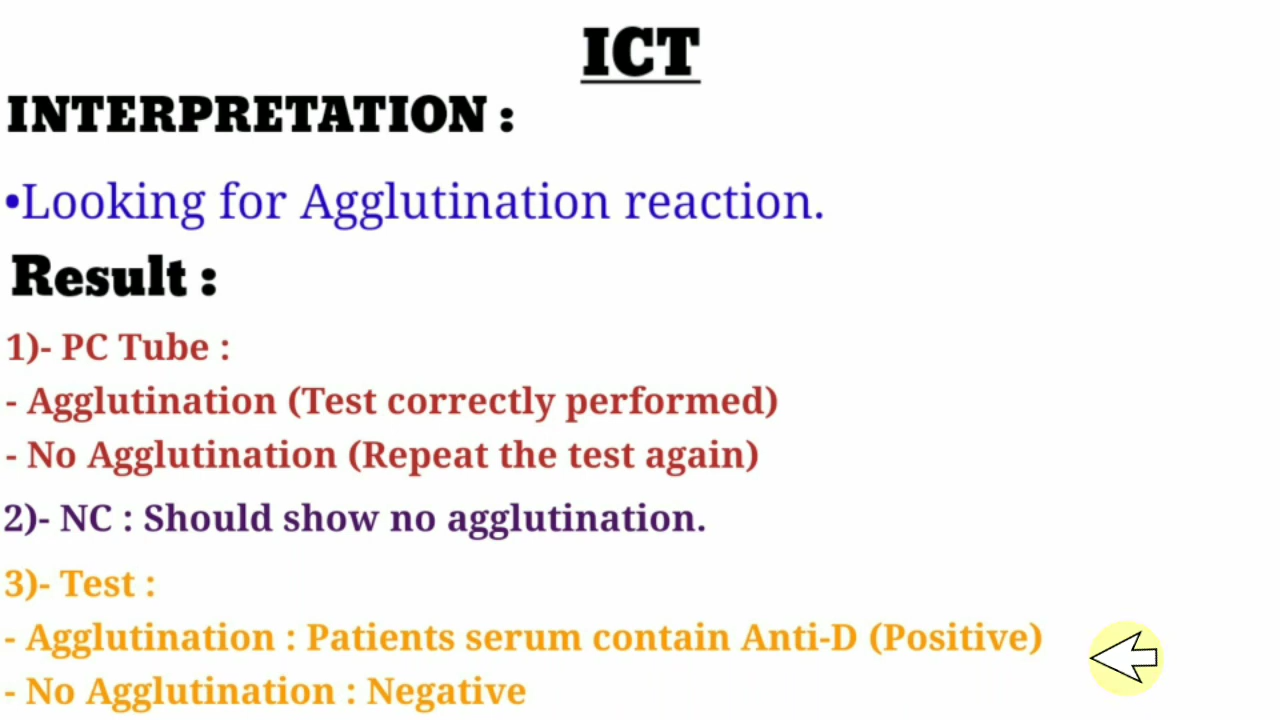 ICT
INTERPRETATION :
•Looking for Agglutination reaction.
Result :
1)- PC Tube :
- Agglutination (Test correctly performed)
- No Agglutination (Repeat the test again)
2)- NC : Should show no agglutination.
3)- Test :
- Agglutination : Patients serum contain Anti-D (Positive)
- No Agglutination : Negative